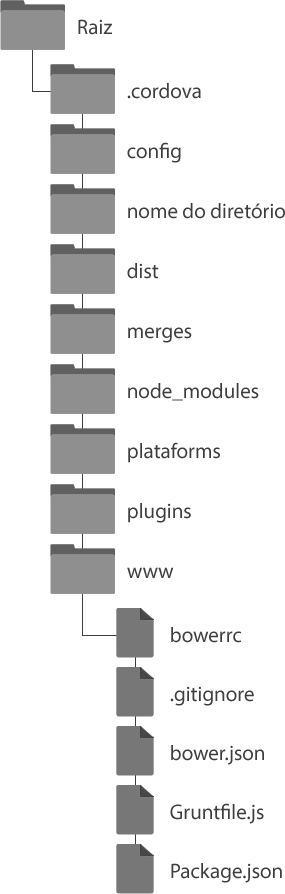 Raiz
.cordova
config
nome do diretório
dist
merges
node_modules
plataforms
plugins
www
bowerrc
.gitignore
bower.json
Gruntfile.js
Package.json